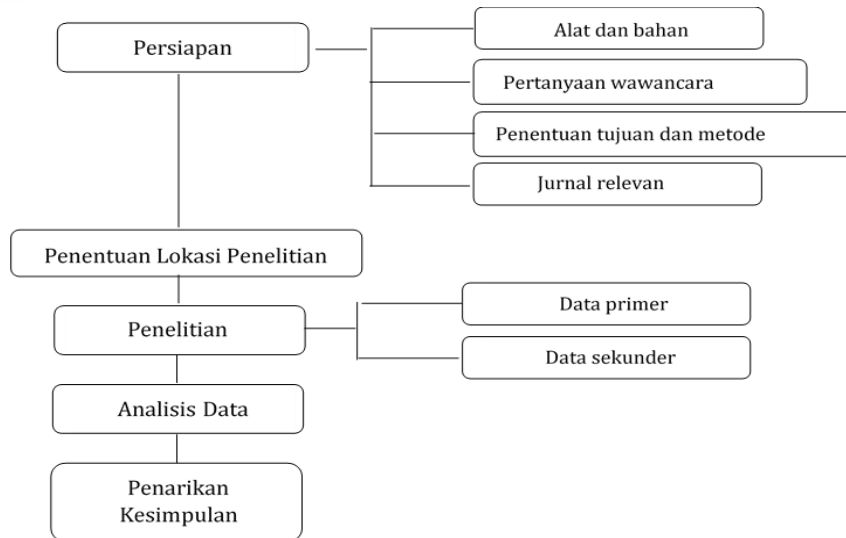 Persiapan
Alat dan bahan
Pertanyaan wawancara
Penentuan tujuan dan metode
Jurnal relevan
Penentuan Lokasi Penelitian
Penelitian
Data primer
Data sekunder
Analisis Data
Penarikan
Kesimpulan